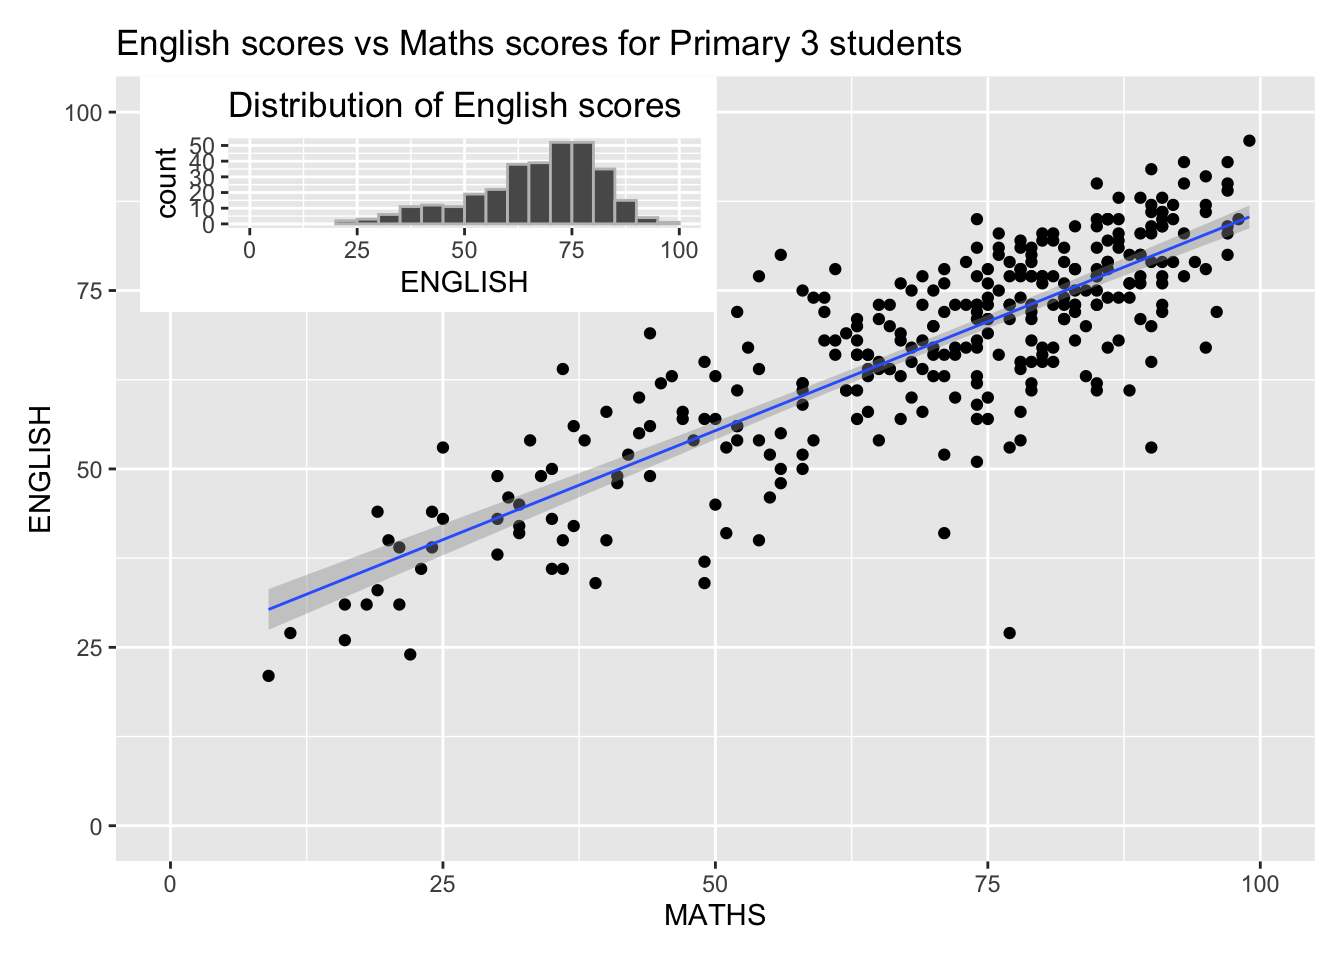 English scores vs Maths scores for Primary 3 students
Distribution of English scores
count
50
40
30
20
10
0
0 25 50 75 100
ENGLISH
ENGLISH
100
75
50
25
0
0 25 50 75 100
MATHS